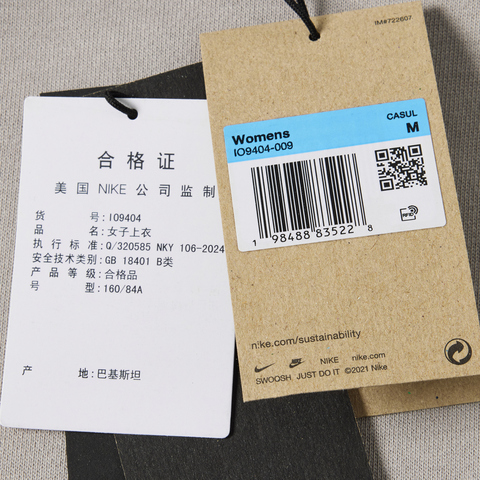 合格证
美国 NIKE 公司监制
货 号: IO9404
品 名: 女子上衣
执行标准: Q/320585 NKY 106-2024
安全技术类别: GB 18401 B类
产品等级: 合格品
号 型: 160/84A
产 地: 巴基斯坦
IM#722607
CASUL
Womens M
IO9404-009
RFID
1 98488 83522 8
nike.com/sustainability
NIKE nike.com
SWOOSH JUST DO IT ©2021 Nike